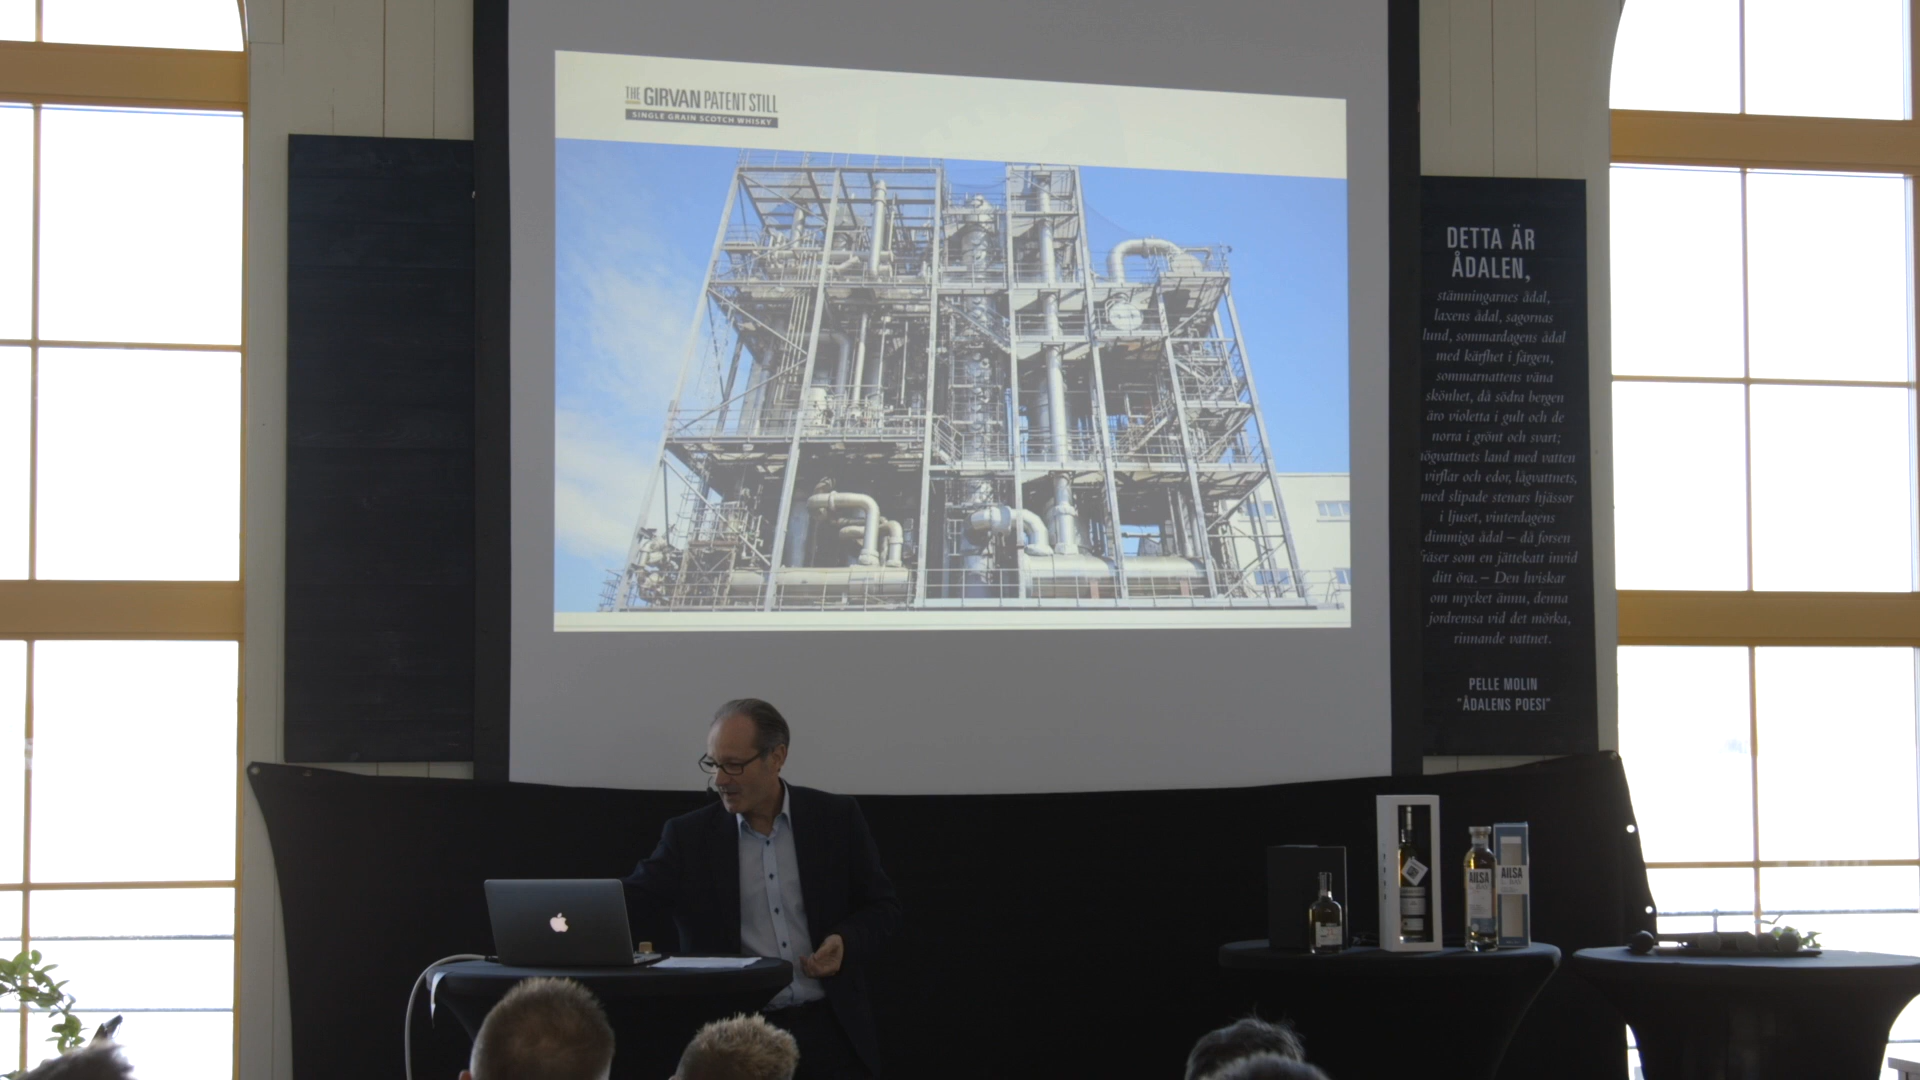 THE GIRVAN PATENT STILL
SINGLE GRAIN SCOTCH WHISKY
DETTA ÄR
ÅDALEN,
stämningarnes ådal,
laxens ådal, sagornas
lund, sommardagens ådal
med kärfhet i färgen,
sommarnattens väna
skönhet, då södra bergen
äro violetta i gult och de
norra i grönt och svart;
högvattnets land med vatten
virflar och edor, lågvattnets,
med slipade stenars hjässor
i ljuset, vinterdagens
dimmiga ådal – då forsen
fräser som en jättekatt invid
ditt öra. – Den hviskar
om mycket ännu, denna
jordremsa vid det mörka,
rinnande vattnet.
PELLE MOLIN
"ÅDALENS POESI"
AILSA
BAY
AILSA
BAY